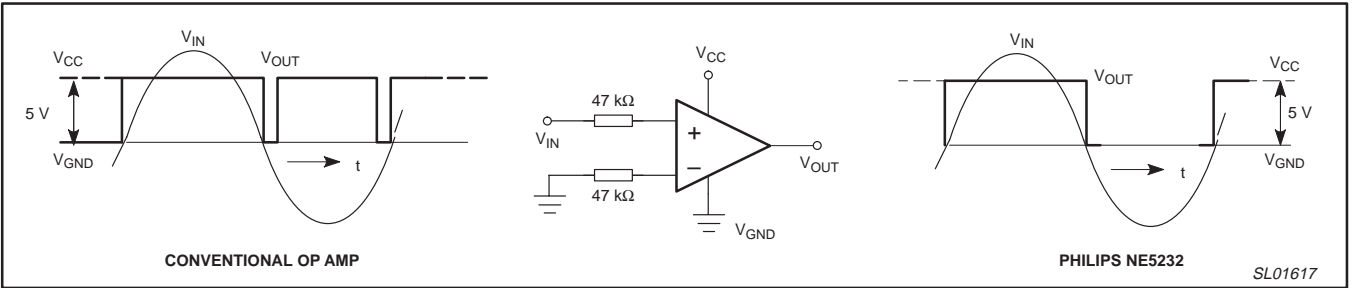 VIN
VCC
VOUT
5 V
VGND
t
CONVENTIONAL OP AMP
VCC
47 kΩ
VIN
+
−
VOUT
47 kΩ
VGND
VIN
VCC
VOUT
5 V
VGND
t
PHILIPS NE5232
SL01617